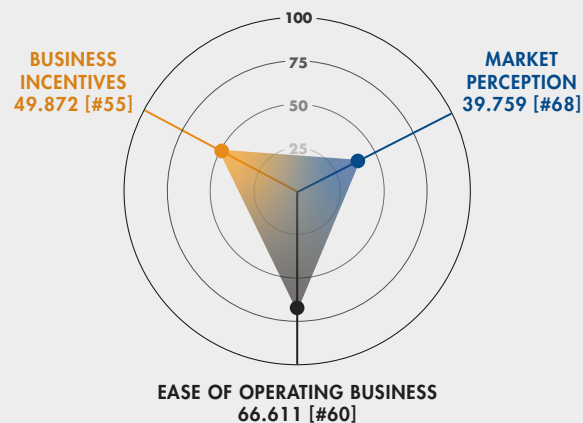 100
75
50
25
BUSINESS
INCENTIVES
49.872 [#55]
MARKET
PERCEPTION
39.759 [#68]
EASE OF OPERATING BUSINESS
66.611 [#60]